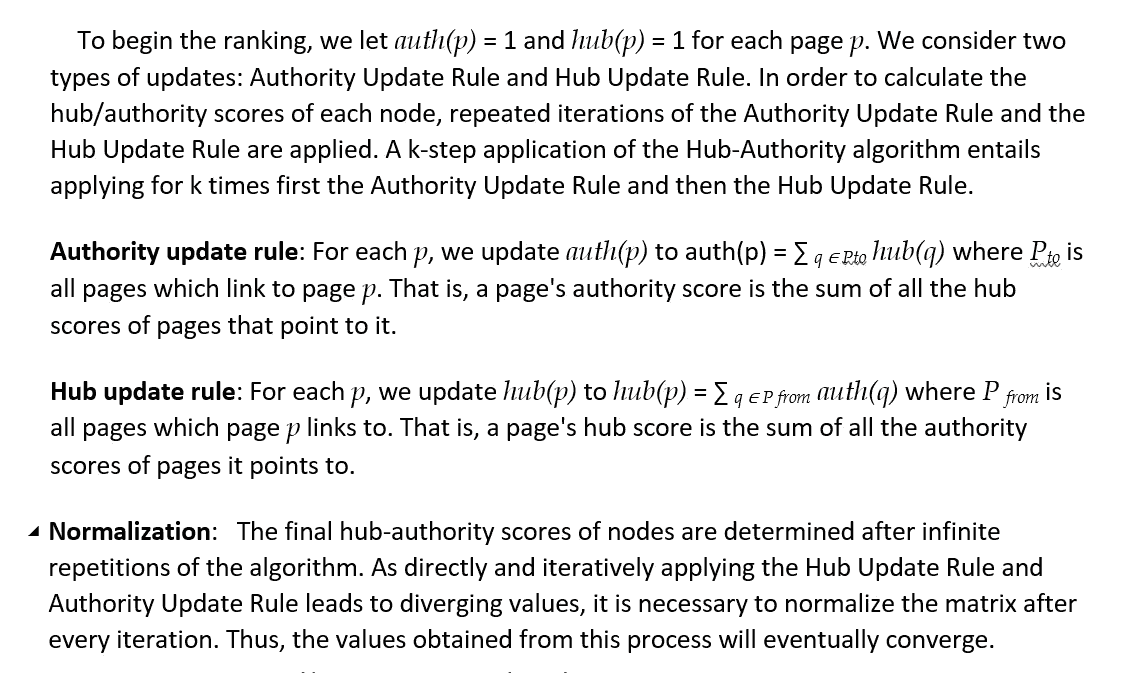 To begin the ranking, we let auth(p) = 1 and hub(p) = 1 for each page p. We consider two
types of updates: Authority Update Rule and Hub Update Rule. In order to calculate the
hub/authority scores of each node, repeated iterations of the Authority Update Rule and the
Hub Update Rule are applied. A k-step application of the Hub-Authority algorithm entails
applying for k times first the Authority Update Rule and then the Hub Update Rule.
Authority update rule: For each p, we update auth(p) to auth(p) = ∑ q ∈ Pto hub(q) where Pto is
all pages which link to page p. That is, a page's authority score is the sum of all the hub
scores of pages that point to it.
Hub update rule: For each p, we update hub(p) to hub(p) = ∑ q ∈ P from auth(q) where P from is
all pages which page p links to. That is, a page's hub score is the sum of all the authority
scores of pages it points to.
Normalization: The final hub-authority scores of nodes are determined after infinite
repetitions of the algorithm. As directly and iteratively applying the Hub Update Rule and
Authority Update Rule leads to diverging values, it is necessary to normalize the matrix after
every iteration. Thus, the values obtained from this process will eventually converge.